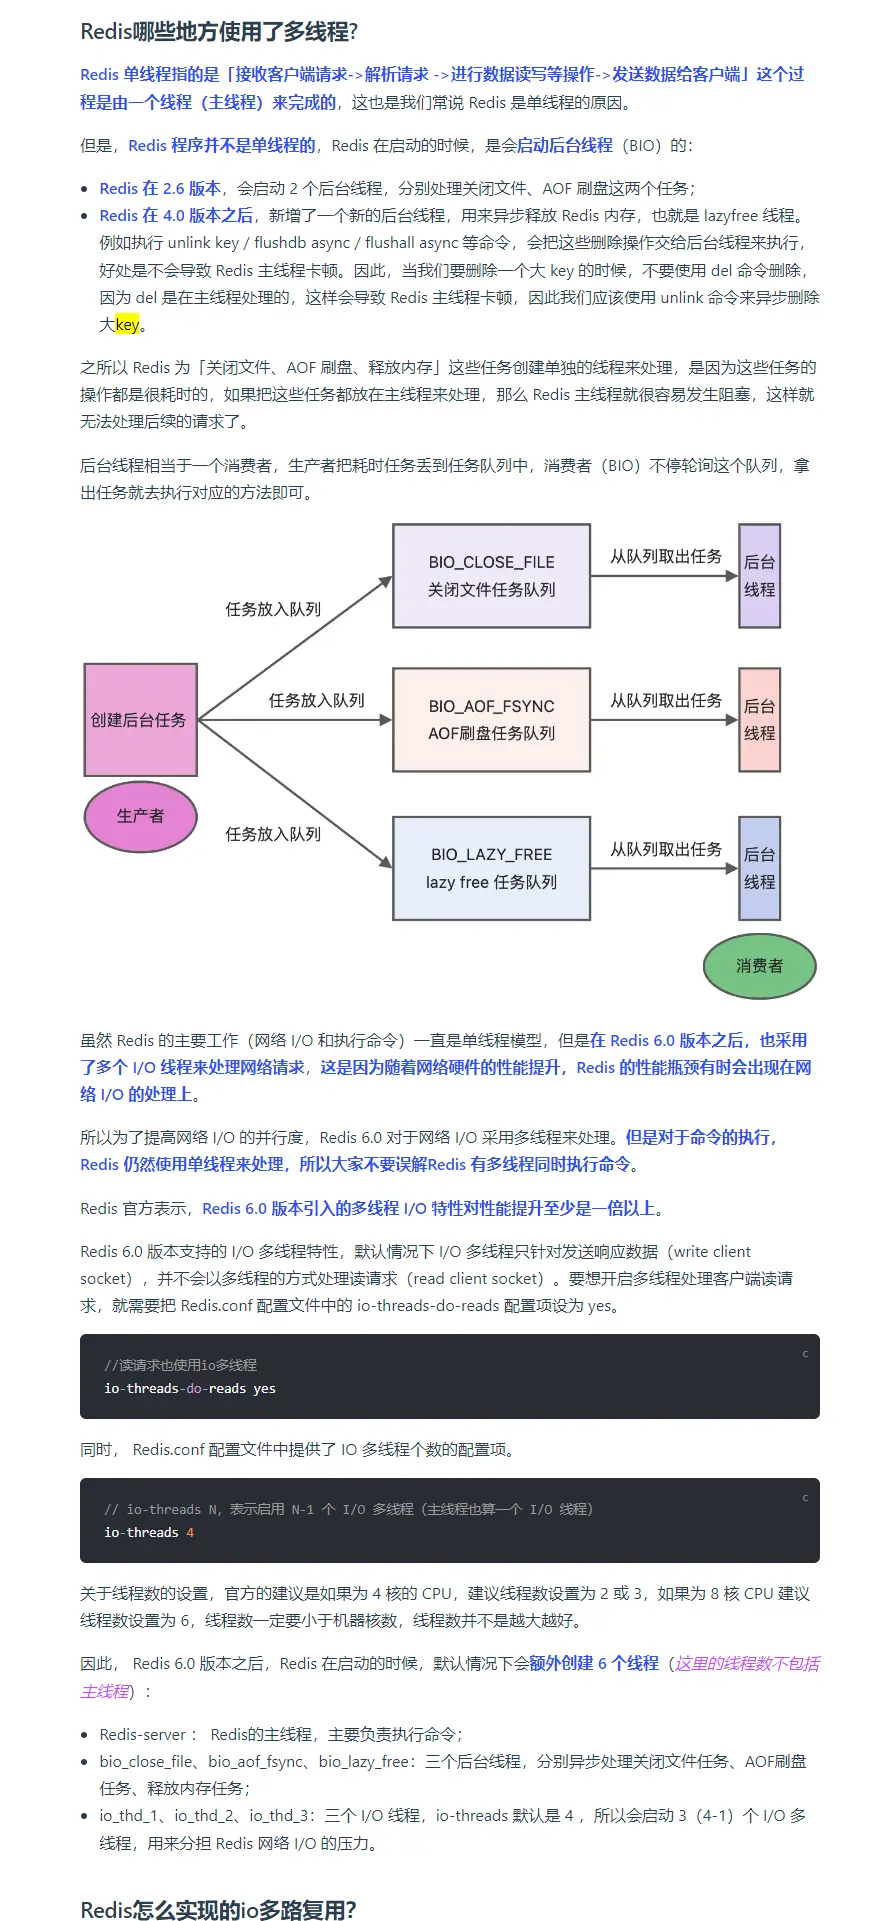 Redis哪些地方使用了多线程?
Redis 单线程指的是「接收客户端请求->解析请求 ->进行数据读写等操作->发送数据给客户端」这个过
程是由一个线程（主线程）来完成的，这也是我们常说 Redis 是单线程的原因。
但是，Redis 程序并不是单线程的，Redis 在启动的时候，是会启动后台线程（BIO）的：
• Redis 在 2.6 版本，会启动 2 个后台线程，分别处理关闭文件、AOF 刷盘这两个任务；
• Redis 在 4.0 版本之后，新增了一个新的后台线程，用来异步释放 Redis 内存，也就是 lazyfree 线程。
例如执行 unlink key / flushdb async / flushall async 等命令，会把这些删除操作交给后台线程来执行，
好处是不会导致 Redis 主线程卡顿。因此，当我们要删除一个大 key 的时候，不要使用 del 命令删除，
因为 del 是在主线程处理的，这样会导致 Redis 主线程卡顿，因此我们应该使用 unlink 命令来异步删除
大key。
之所以 Redis 为「关闭文件、AOF 刷盘、释放内存」这些任务创建单独的线程来处理，是因为这些任务的
操作都是很耗时的，如果把这些任务都放在主线程来处理，那么 Redis 主线程就很容易发生阻塞，这样就
无法处理后续的请求了。
后台线程相当于一个消费者，生产者把耗时任务丢到任务队列中，消费者（BIO）不停轮询这个队列，拿
出任务就去执行对应的方法即可。
BIO_CLOSE_FILE
关闭文件任务队列
从队列取出任务
后台
线程
任务放入队列
创建后台任务
任务放入队列
BIO_AOF_FSYNC
AOF刷盘任务队列
从队列取出任务
后台
线程
生产者
任务放入队列
BIO_LAZY_FREE
lazy free 任务队列
从队列取出任务
后台
线程
消费者
虽然 Redis 的主要工作（网络 I/O 和执行命令）一直是单线程模型，但是在 Redis 6.0 版本之后，也采用
了多个 I/O 线程来处理网络请求，这是因为随着网络硬件的性能提升，Redis 的性能瓶颈有时会出现在网
络 I/O 的处理上。
所以为了提高网络 I/O 的并行度，Redis 6.0 对于网络 I/O 采用多线程来处理。但是对于命令的执行，
Redis 仍然使用单线程来处理，所以大家不要误解Redis 有多线程同时执行命令。
Redis 官方表示，Redis 6.0 版本引入的多线程 I/O 特性对性能提升至少是一倍以上。
Redis 6.0 版本支持的 I/O 多线程特性，默认情况下 I/O 多线程只针对发送响应数据（write client
socket），并不会以多线程的方式处理读请求（read client socket）。要想开启多线程处理客户端读请
求，就需要把 Redis.conf 配置文件中的 io-threads-do-reads 配置项设为 yes。
c
//读请求也使用io多线程
io-threads-do-reads yes
同时， Redis.conf 配置文件中提供了 IO 多线程个数的配置项。
c
// io-threads N，表示启用 N-1 个 I/O 多线程（主线程也算一个 I/O 线程）
io-threads 4
关于线程数的设置，官方的建议是如果为 4 核的 CPU，建议线程数设置为 2 或 3，如果为 8 核 CPU 建议
线程数设置为 6，线程数一定要小于机器核数，线程数并不是越大越好。
因此， Redis 6.0 版本之后，Redis 在启动的时候，默认情况下会额外创建 6 个线程（这里的线程数不包括
主线程）：
• Redis-server ： Redis的主线程，主要负责执行命令；
• bio_close_file、bio_aof_fsync、bio_lazy_free：三个后台线程，分别异步处理关闭文件任务、AOF刷盘
任务、释放内存任务；
• io_thd_1、io_thd_2、io_thd_3：三个 I/O 线程，io-threads 默认是 4 ，所以会启动 3（4-1）个 I/O 多
线程，用来分担 Redis 网络 I/O 的压力。
Redis怎么实现的io多路复用?